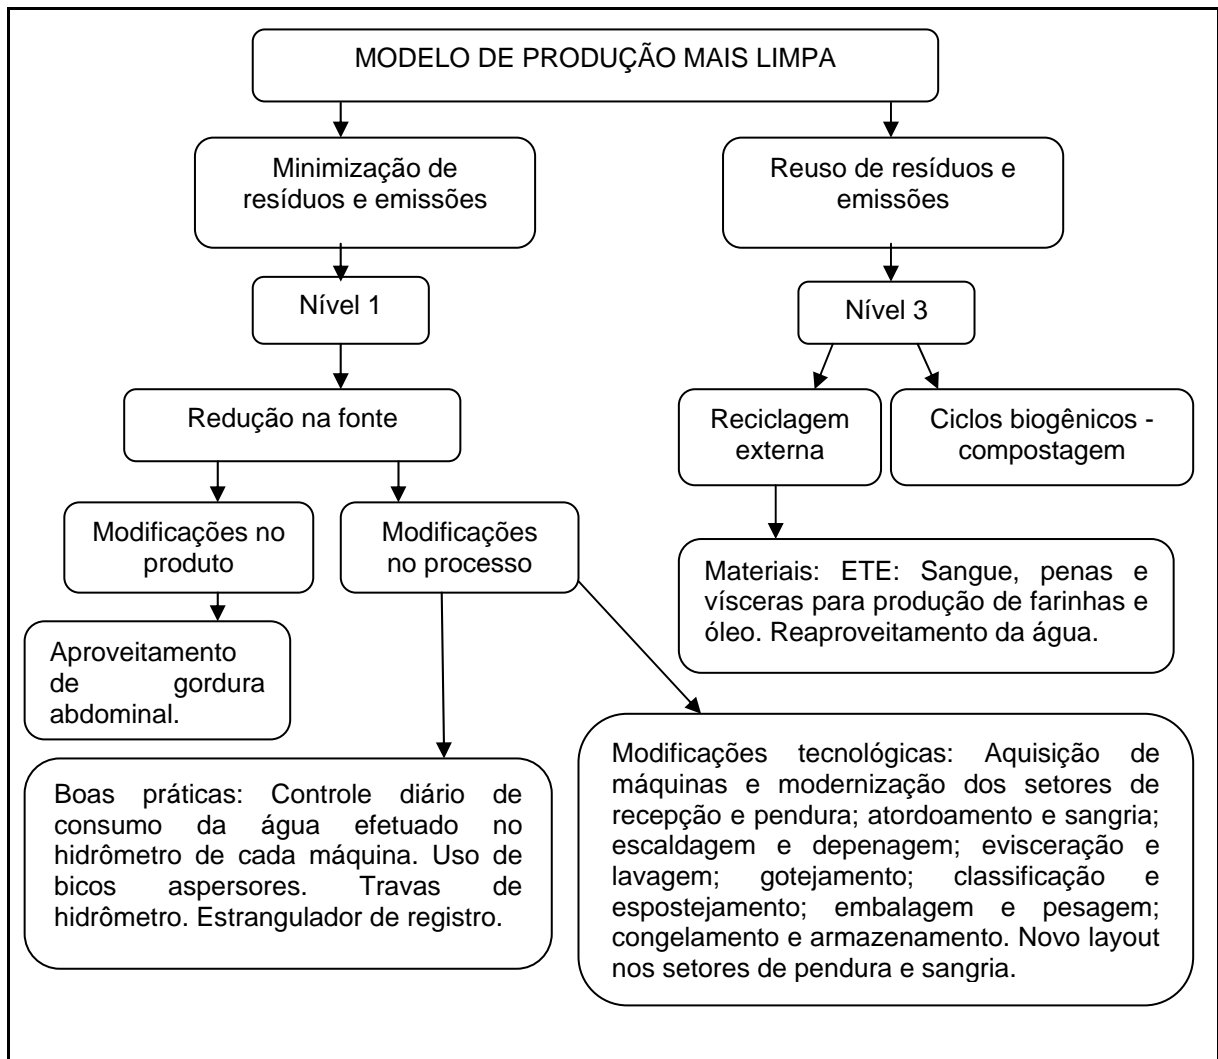 MODELO DE PRODUÇÃO MAIS LIMPA
Minimização de
resíduos e emissões
Reuso de resíduos e
emissões
Nível 1
Nível 3
Redução na fonte
Reciclagem
externa
Ciclos biogênicos -
compostagem
Modificações no
produto
Modificações
no processo
Materiais: ETE: Sangue, penas e
vísceras para produção de farinhas e
óleo. Reaproveitamento da água.
Aproveitamento
de gordura
abdominal.
Boas práticas: Controle diário de
consumo da água efetuado no
hidrômetro de cada máquina. Uso de
bicos aspersores. Travas de
hidrômetro. Estrangulador de registro.
Modificações tecnológicas: Aquisição de
máquinas e modernização dos setores de
recepção e pendura; atordoamento e sangria;
escaldagem e depenagem; evisceração e
lavagem; gotejamento; classificação e
espostejamento; embalagem e pesagem;
congelamento e armazenamento. Novo layout
nos setores de pendura e sangria.